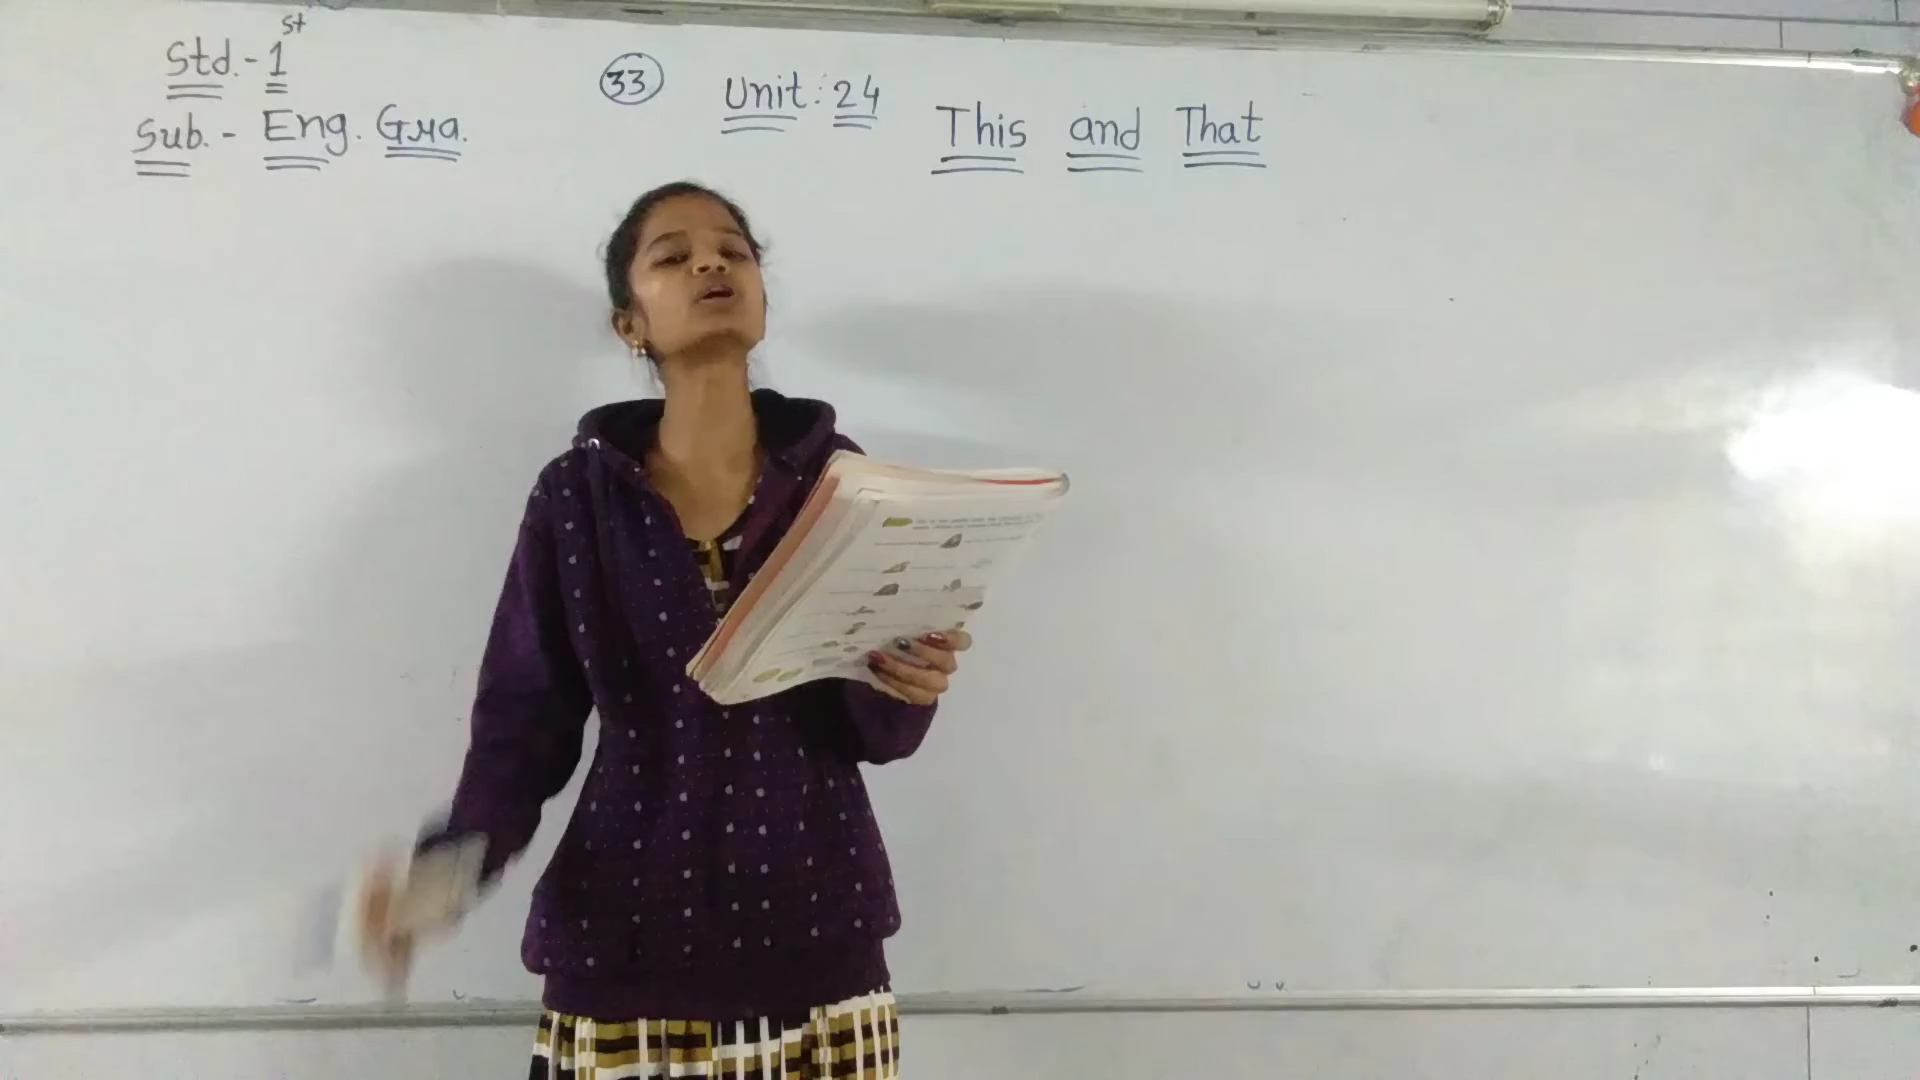 Std.- 1st
Sub.- Eng. Gra.
33 Unit: 24
This and That